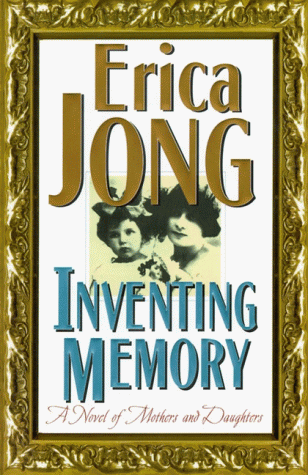 Erica
JONG
INVENTING
MEMORY
A Novel of Mothers and Daughters